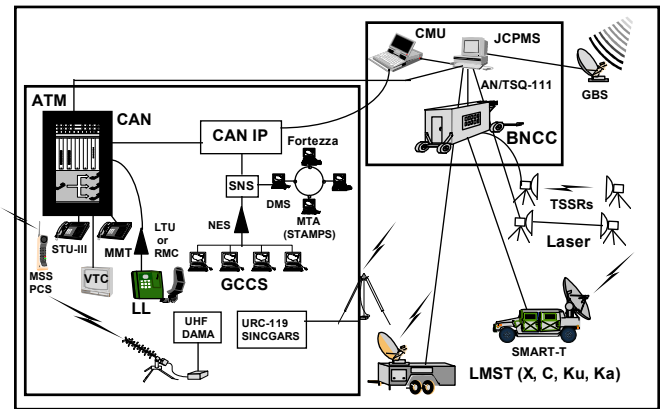 CMU
JCPMS
AN/TSQ-111
GBS
BNCC
ATM
CAN
CAN IP
Fortezza
SNS
DMS
MTA
(STAMPS)
NES
LTU
or
RMC
STU-III
MMT
MSS
PCS
VTC
LL
GCCS
TSSRs
Laser
UHF
DAMA
URC-119
SINCGARS
SMART-T
LMST (X, C, Ku, Ka)